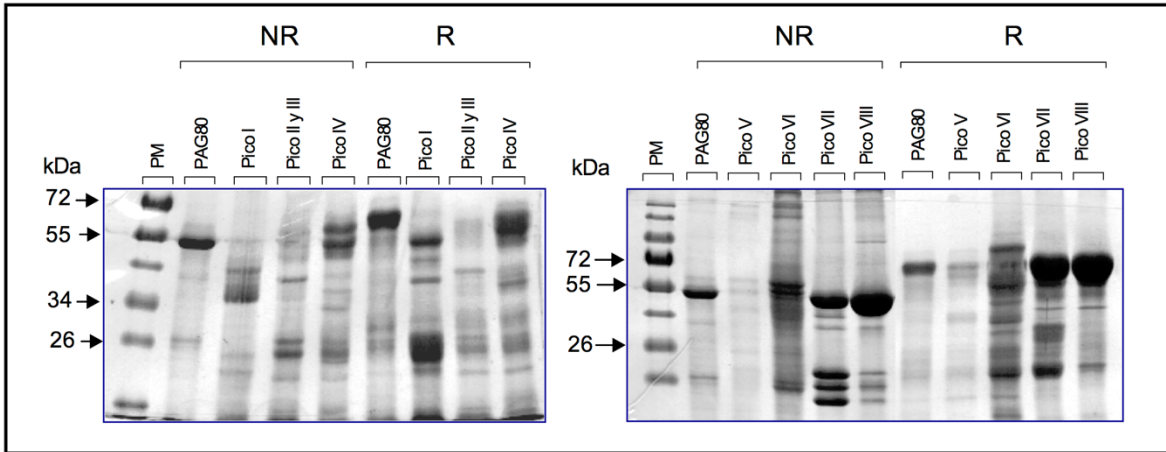 NR
R
kDa
PM
PAG80
Pico I
Pico II y III
Pico IV
PAG80
Pico I
Pico II y III
Pico IV
72
55
34
26
NR
R
kDa
PM
PAG80
Pico V
Pico VI
Pico VII
Pico VIII
PAG80
Pico V
Pico VI
Pico VII
Pico VIII
72
55
26